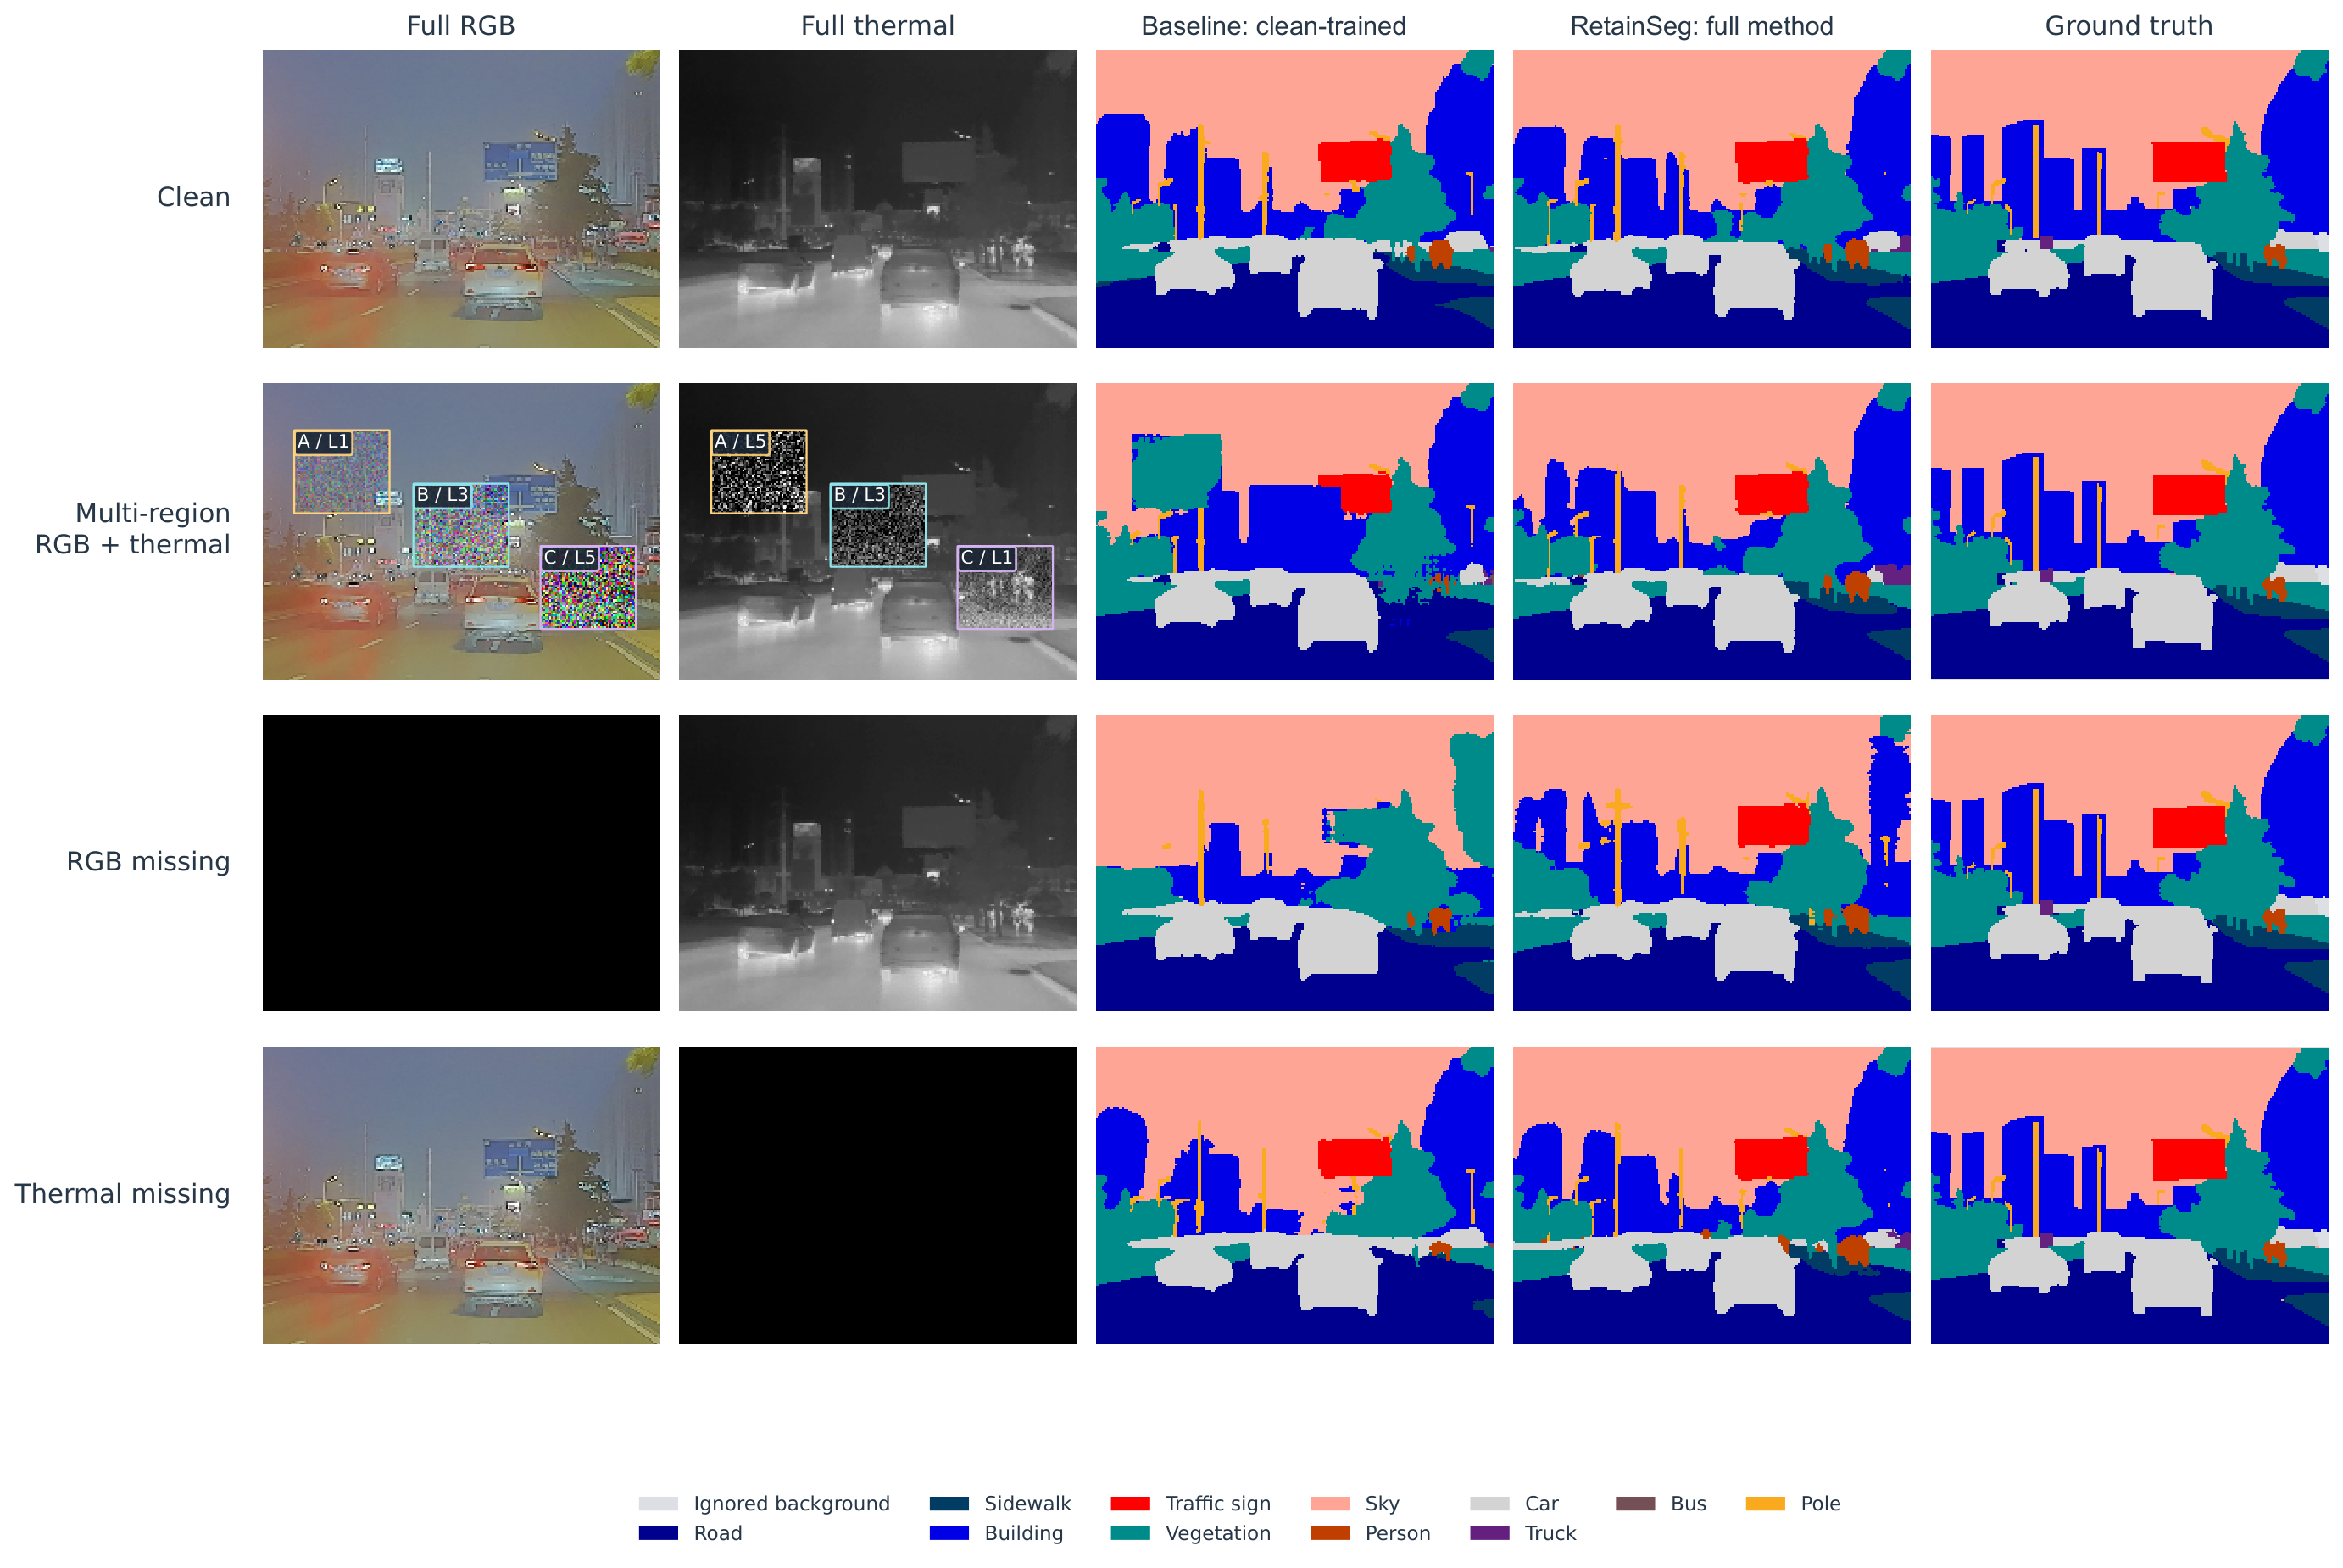 Full RGB
Full thermal
Baseline: clean-trained
RetainSeg: full method
Ground truth
Clean
Multi-region
RGB + thermal
A / L1
B / L3
C / L5
A / L5
B / L3
C / L1
RGB missing
Thermal missing
Ignored background
Sidewalk
Traffic sign
Sky
Car
Bus
Pole
Road
Building
Vegetation
Person
Truck